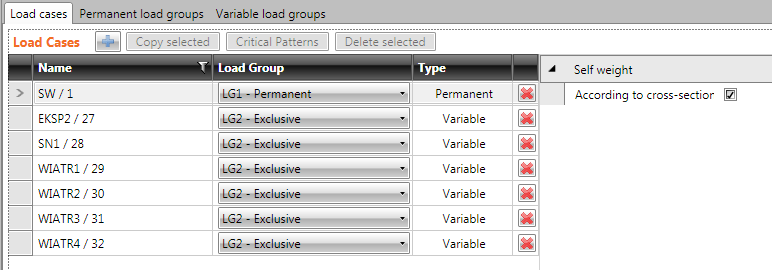 Load cases Permanent load groups Variable load groups
Load Cases Copy selected Critical Patterns Delete selected
Name Load Group Type Self weight
SW / 1 LG1 - Permanent Permanent According to cross-section
EKSP2 / 27 LG2 - Exclusive Variable
SN1 / 28 LG2 - Exclusive Variable
WIATR1 / 29 LG2 - Exclusive Variable
WIATR2 / 30 LG2 - Exclusive Variable
WIATR3 / 31 LG2 - Exclusive Variable
WIATR4 / 32 LG2 - Exclusive Variable